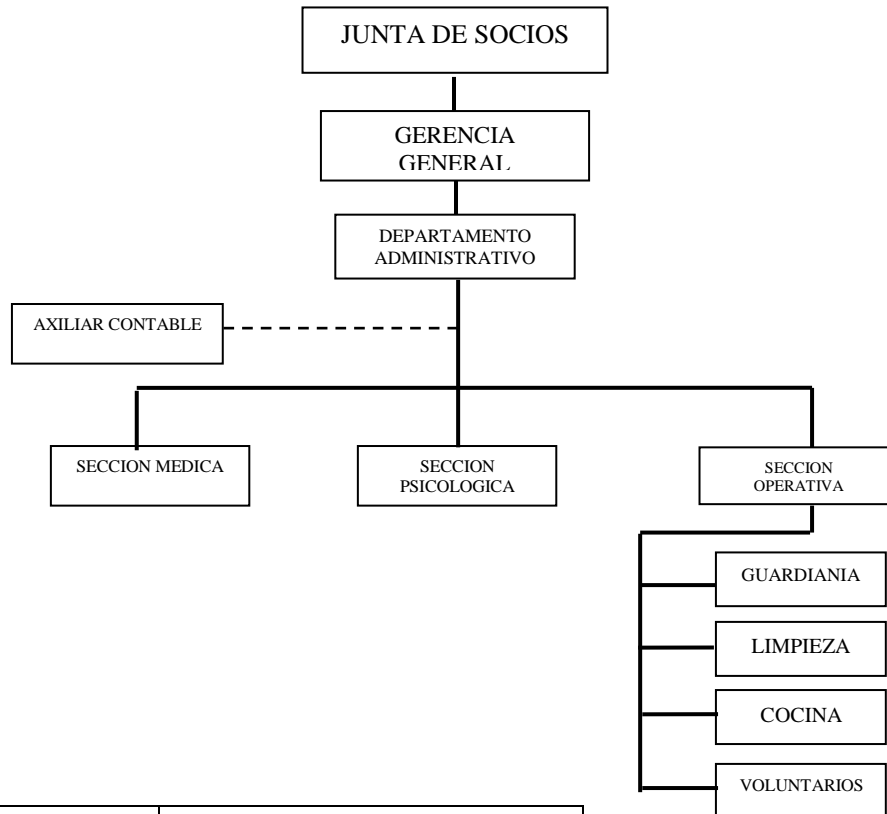 JUNTA DE SOCIOS
GERENCIA
GENERAL
DEPARTAMENTO
ADMINISTRATIVO
AXILIAR CONTABLE
SECCION MEDICA
SECCION
PSICOLOGICA
SECCION
OPERATIVA
GUARDIANIA
LIMPIEZA
COCINA
VOLUNTARIOS